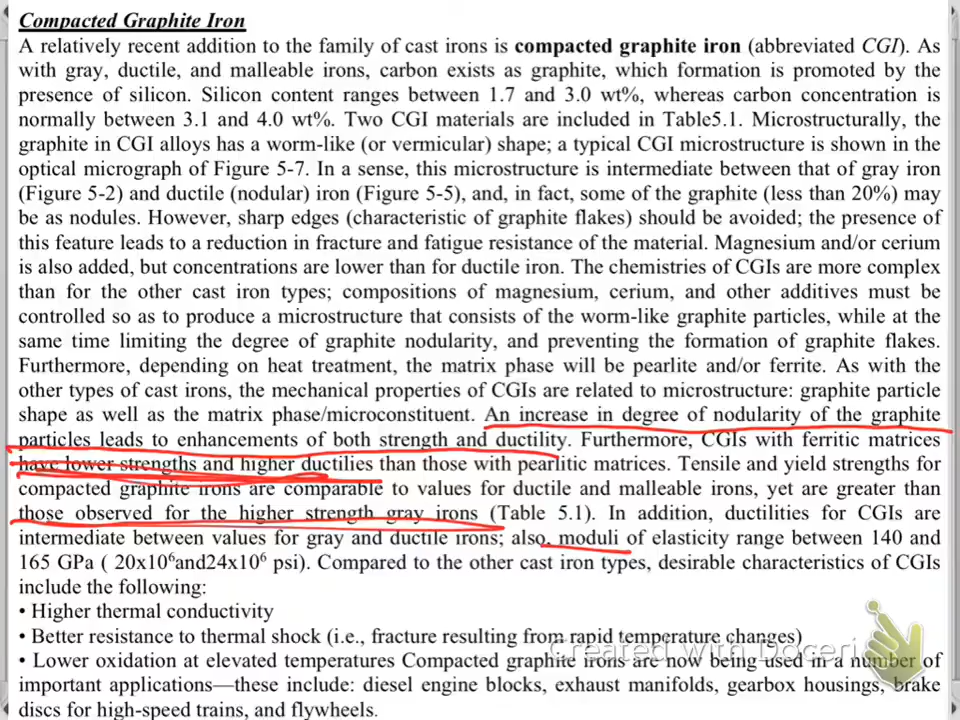 Compacted Graphite Iron
A relatively recent addition to the family of cast irons is compacted graphite iron (abbreviated CGI). As
with gray, ductile, and malleable irons, carbon exists as graphite, which formation is promoted by the
presence of silicon. Silicon content ranges between 1.7 and 3.0 wt%, whereas carbon concentration is
normally between 3.1 and 4.0 wt%. Two CGI materials are included in Table5.1. Microstructurally, the
graphite in CGI alloys has a worm-like (or vermicular) shape; a typical CGI microstructure is shown in the
optical micrograph of Figure 5-7. In a sense, this microstructure is intermediate between that of gray iron
(Figure 5-2) and ductile (nodular) iron (Figure 5-5), and, in fact, some of the graphite (less than 20%) may
be as nodules. However, sharp edges (characteristic of graphite flakes) should be avoided; the presence of
this feature leads to a reduction in fracture and fatigue resistance of the material. Magnesium and/or cerium
is also added, but concentrations are lower than for ductile iron. The chemistries of CGIs are more complex
than for the other cast iron types; compositions of magnesium, cerium, and other additives must be
controlled so as to produce a microstructure that consists of the worm-like graphite particles, while at the
same time limiting the degree of graphite nodularity, and preventing the formation of graphite flakes.
Furthermore, depending on heat treatment, the matrix phase will be pearlite and/or ferrite. As with the
other types of cast irons, the mechanical properties of CGIs are related to microstructure: graphite particle
shape as well as the matrix phase/microconstituent. An increase in degree of nodularity of the graphite
particles leads to enhancements of both strength and ductility. Furthermore, CGIs with ferritic matrices
have lower strengths and higher ductilies than those with pearlitic matrices. Tensile and yield strengths for
compacted graphite irons are comparable to values for ductile and malleable irons, yet are greater than
those observed for the higher strength gray irons (Table 5.1). In addition, ductilities for CGIs are
intermediate between values for gray and ductile irons; also, moduli of elasticity range between 140 and
165 GPa ( 20x10⁶and24x10⁶ psi). Compared to the other cast iron types, desirable characteristics of CGIs
include the following:
• Higher thermal conductivity
• Better resistance to thermal shock (i.e., fracture resulting from rapid temperature changes)
• Lower oxidation at elevated temperatures Compacted graphite irons are now being used in a number of
important applications—these include: diesel engine blocks, exhaust manifolds, gearbox housings, brake
discs for high-speed trains, and flywheels.
Created with Doceri